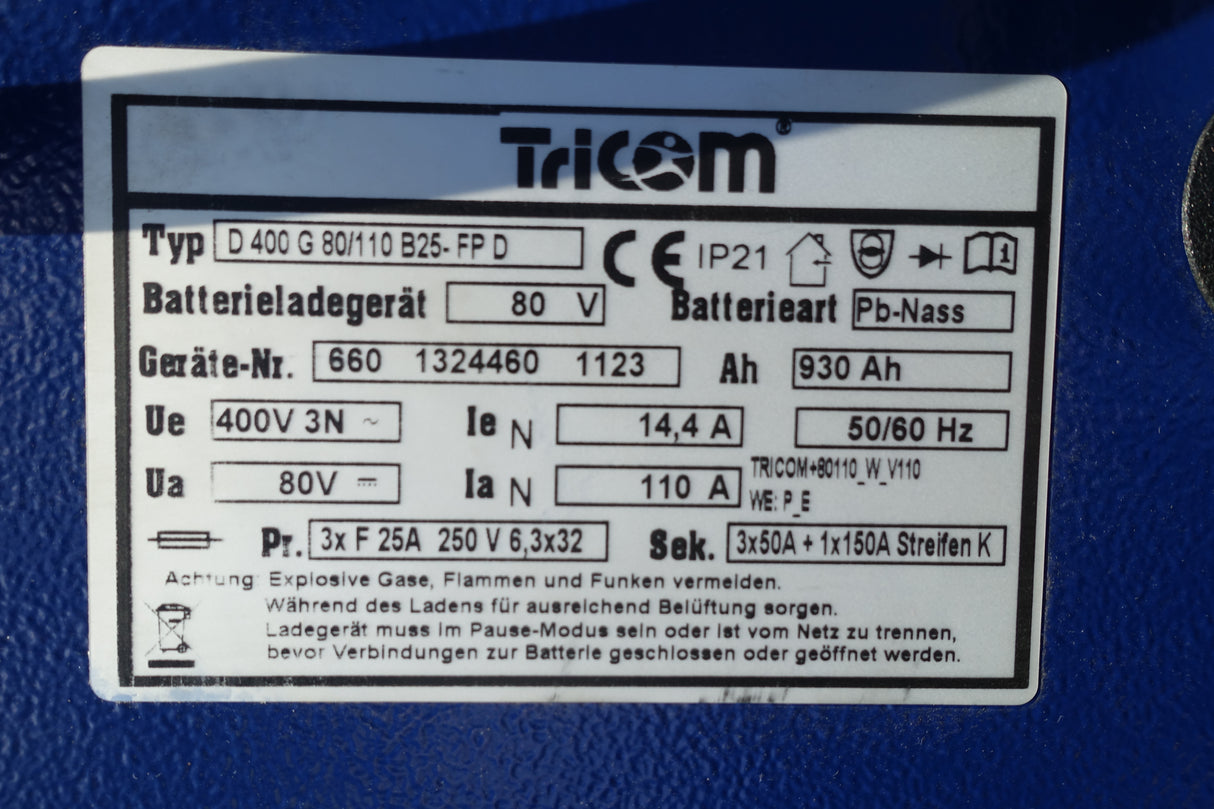 TriCOM®
Typ D 400 G 80/110 B25- FP D CE IP21 1
Batterieladegerät 80 V Batterieart Pb-Nass
Geräte-Nr. 660 1324460 1123 Ah 930 Ah
Ue 400V 3N ~ Ie N 14,4 A 50/60 Hz
Ua 80V ⎓ Ia N 110 A TRICOM+80110_W_V110
WE: P_E
Pr. 3x F 25A 250 V 6,3x32 Sek. 3x50A + 1x150A Streifen K
Achtung: Explosive Gase, Flammen und Funken vermeiden.
Während des Ladens für ausreichend Belüftung sorgen.
Ladegerät muss im Pause-Modus sein oder ist vom Netz zu trennen,
bevor Verbindungen zur Batterie geschlossen oder geöffnet werden.